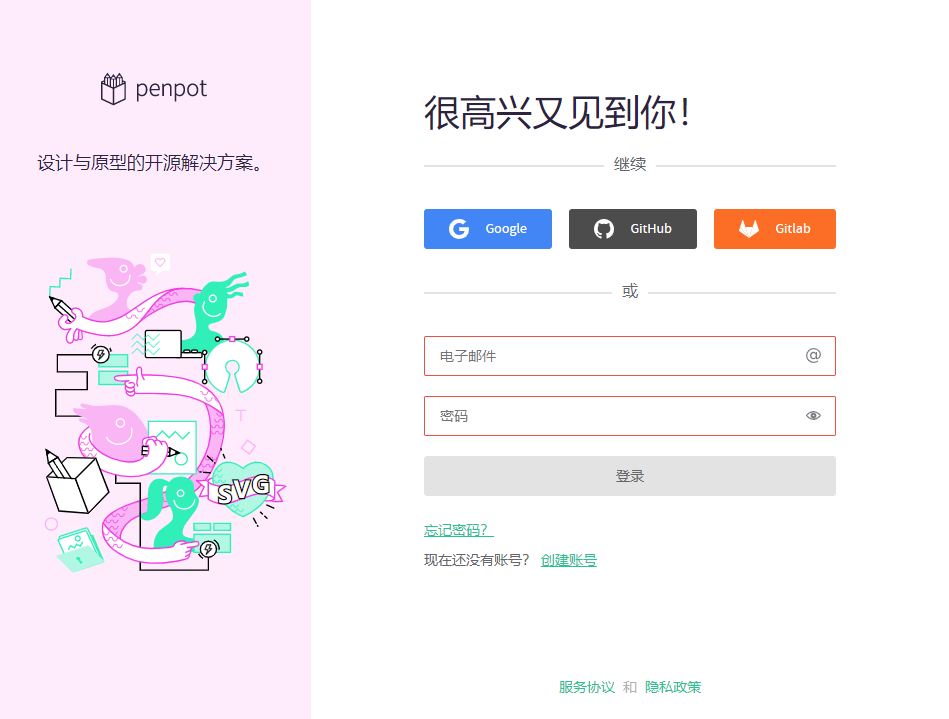 penpot
设计与原型的开源解决方案。
SVG
很高兴又见到你！
继续
Google
GitHub
Gitlab
或
电子邮件 @
密码
登录
忘记密码？
现在还没有账号？ 创建账号
服务协议 和 隐私政策